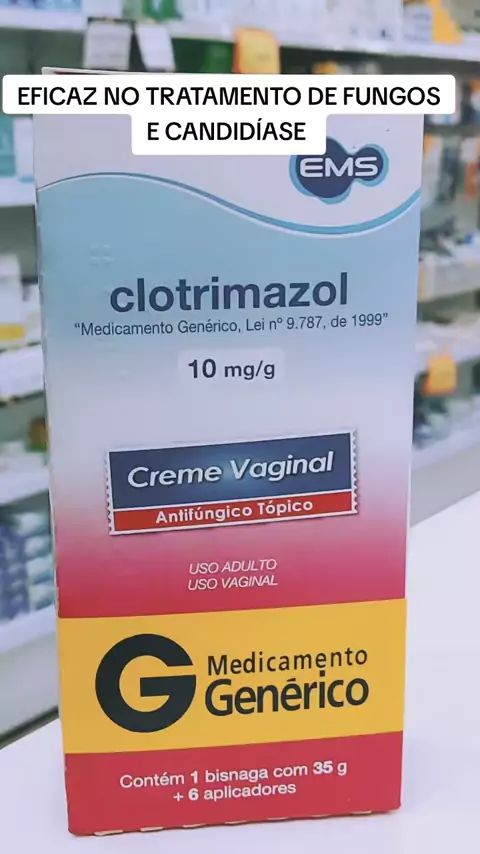 EFICAZ NO TRATAMENTO DE FUNGOS
E CANDIDÍASE
EMS
clotrimazol
“Medicamento Genérico, Lei nº 9.787, de 1999”
10 mg/g
Creme Vaginal
Antifúngico Tópico
USO ADULTO
USO VAGINAL
G Medicamento
Genérico
Contém 1 bisnaga com 35 g
+ 6 aplicadores